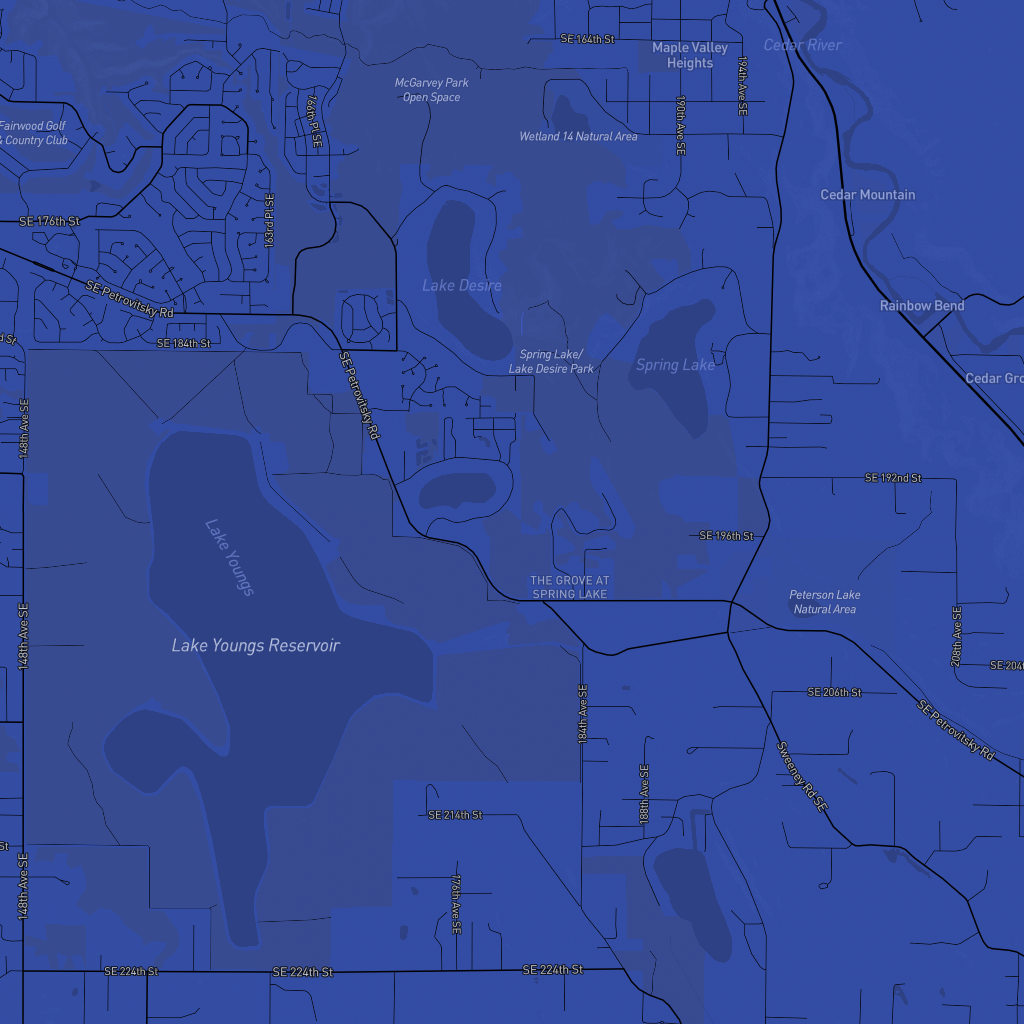 SE 164th St
Maple Valley
Heights
Cedar River
194th Ave SE
McGarvey Park
Open Space
166th Pl SE
190th Ave SE
Fairwood Golf
& Country Club
Wetland 14 Natural Area
Cedar Mountain
SE 176th St
163rd Pl SE
Lake Desire
SE Petrovitsky Rd
Rainbow Bend
SE 184th St
Spring Lake/
Lake Desire Park
Spring Lake
Cedar Gro
SE Petrovitsky Rd
148th Ave SE
SE 192nd St
SE 196th St
Lake Youngs
THE GROVE AT
SPRING LAKE
Peterson Lake
Natural Area
148th Ave SE
208th Ave SE
Lake Youngs Reservoir
SE 204t
SE 206th St
184th Ave SE
SE Petrovitsky Rd
Sweeney Rd SE
188th Ave SE
SE 214th St
St
148th Ave SE
176th Ave SE
SE 224th St
SE 224th St
SE 224th St